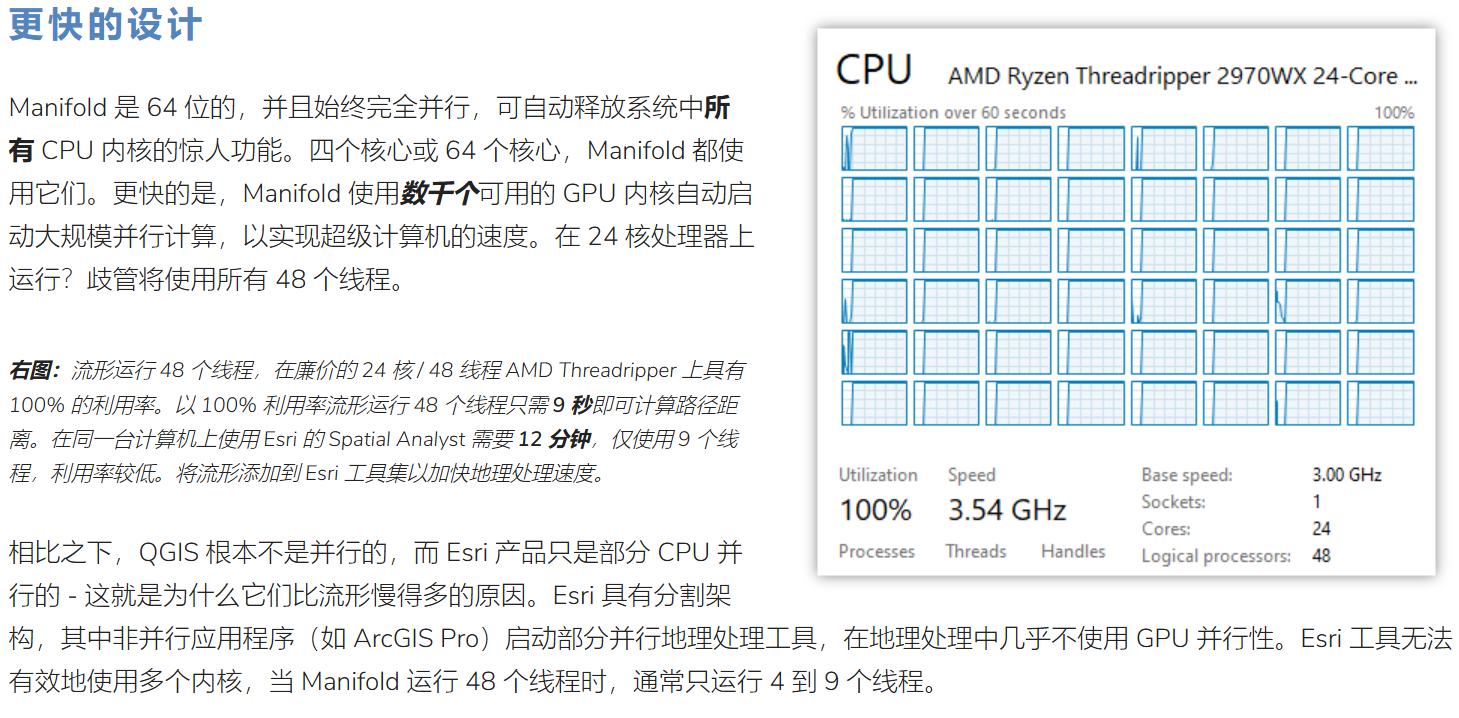 更快的设计
Manifold 是 64 位的，并且始终完全并行，可自动释放系统中所
有 CPU 内核的惊人功能。四个核心或 64 个核心，Manifold 都使
用它们。更快的是，Manifold 使用数千个可用的 GPU 内核自动启
动大规模并行计算，以实现超级计算机的速度。在 24 核处理器上
运行？歧管将使用所有 48 个线程。
右图：流形运行 48 个线程，在廉价的 24 核 / 48 线程 AMD Threadripper 上具有
100% 的利用率。以 100% 利用率流形运行 48 个线程只需 9 秒即可计算路径距
离。在同一台计算机上使用 Esri 的 Spatial Analyst 需要 12 分钟，仅使用 9 个线
程，利用率较低。将流形添加到 Esri 工具集以加快地理处理速度。
相比之下，QGIS 根本不是并行的，而 Esri 产品只是部分 CPU 并
行的 - 这就是为什么它们比流形慢得多的原因。Esri 具有分割架
构，其中非并行应用程序（如 ArcGIS Pro）启动部分并行地理处理工具，在地理处理中几乎不使用 GPU 并行性。Esri 工具无法
有效地使用多个内核，当 Manifold 运行 48 个线程时，通常只运行 4 到 9 个线程。
CPU AMD Ryzen Threadripper 2970WX 24-Core ...
% Utilization over 60 seconds 100%
Utilization Speed Base speed: 3.00 GHz
100% 3.54 GHz Sockets: 1
Cores: 24
Processes Threads Handles Logical processors: 48